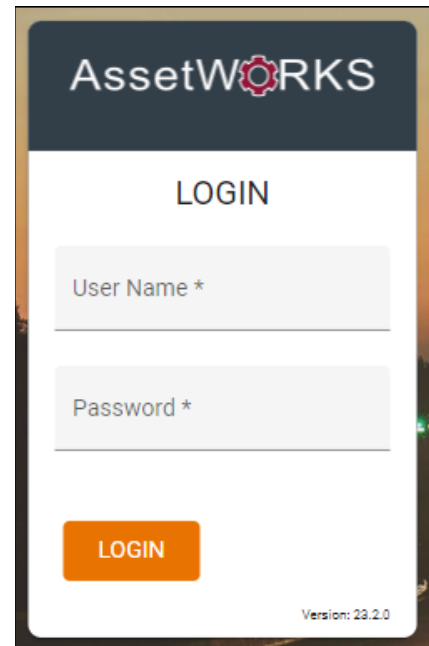 AssetWORKS
LOGIN
User Name *
Password *
LOGIN
Version: 23.2.0